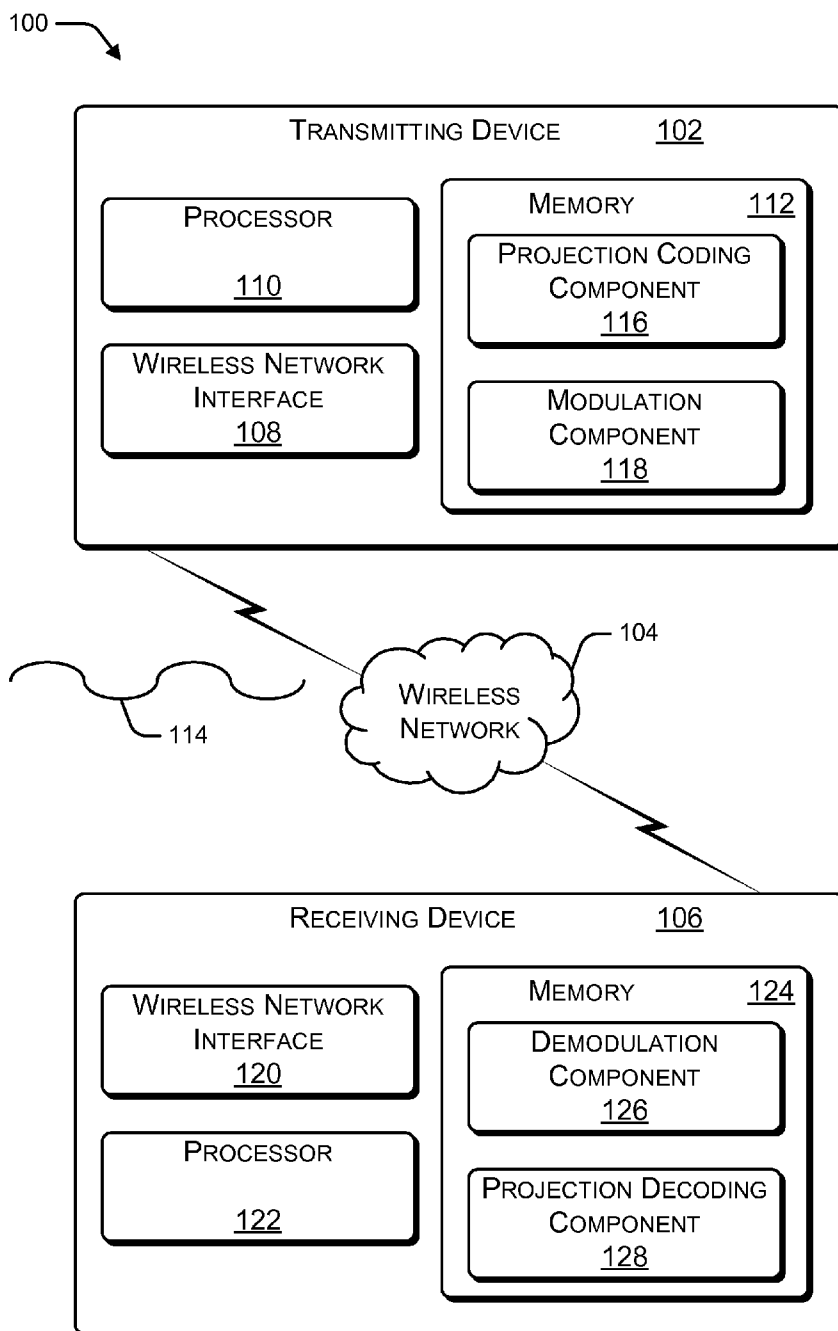 100
TRANSMITTING DEVICE 102
PROCESSOR
110
WIRELESS NETWORK
INTERFACE
108
MEMORY 112
PROJECTION CODING
COMPONENT
116
MODULATION
COMPONENT
118
104
WIRELESS
NETWORK
114
RECEIVING DEVICE 106
WIRELESS NETWORK
INTERFACE
120
PROCESSOR
122
MEMORY 124
DEMODULATION
COMPONENT
126
PROJECTION DECODING
COMPONENT
128